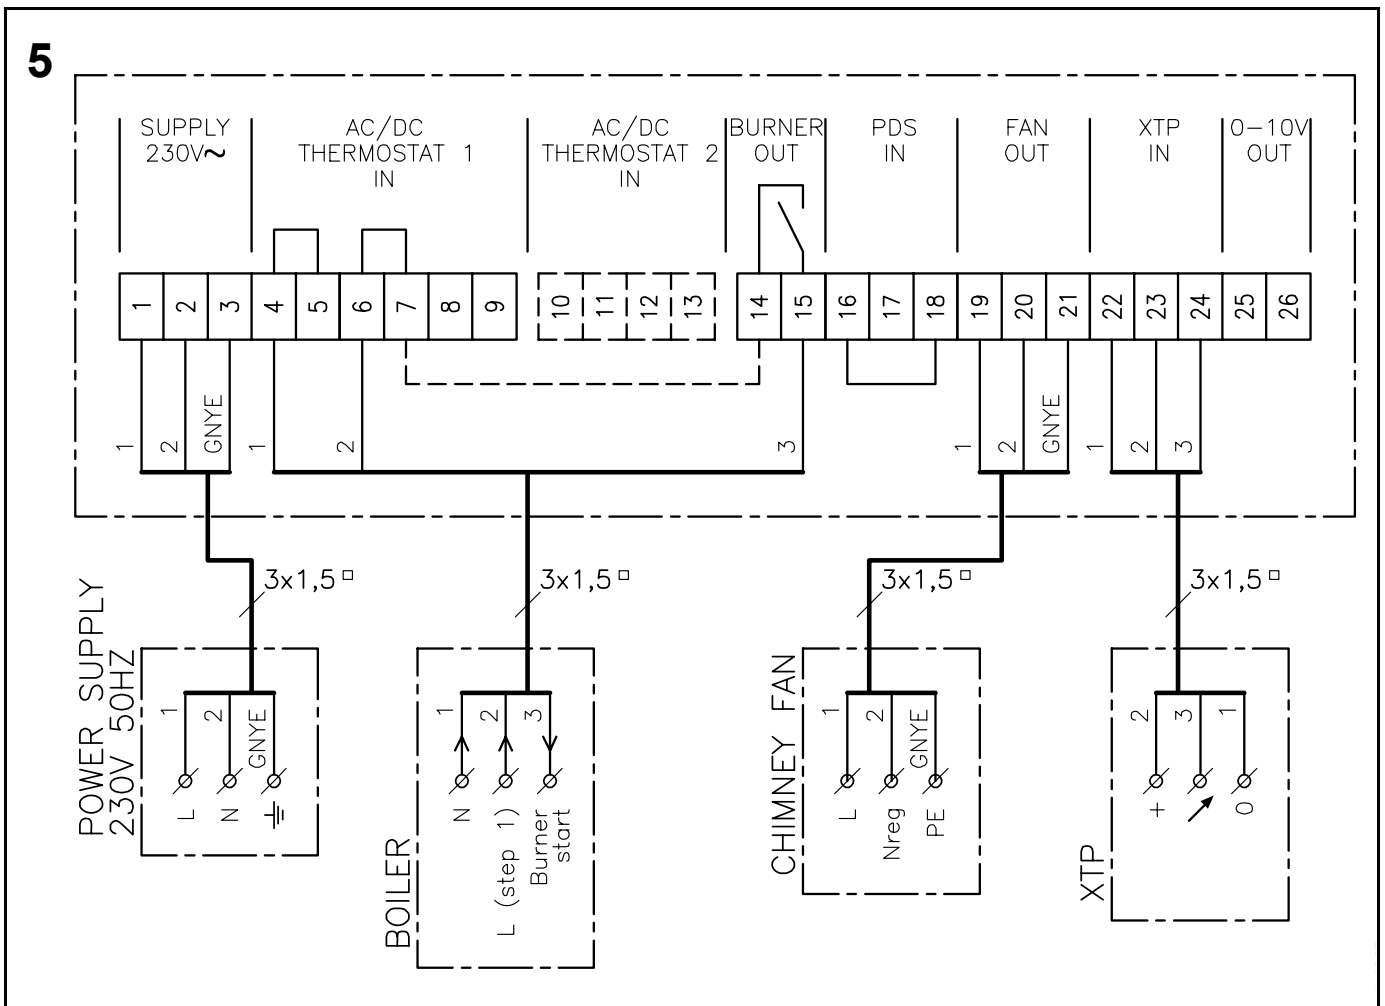 5
SUPPLY
230V~
AC/DC
THERMOSTAT 1
IN
AC/DC
THERMOSTAT 2
IN
BURNER
OUT
PDS
IN
FAN
OUT
XTP
IN
0-10V
OUT
1 2 3 4 5 6 7 8 9 10 11 12 13 14 15 16 17 18 19 20 21 22 23 24 25 26
1 2 GNYE 1 2 3 1 2 GNYE 1 2 3
3x1,5 □
3x1,5 □
3x1,5 □
3x1,5 □
POWER SUPPLY
230V 50HZ
1 2 GNYE
L N
BOILER
1 2 3
N
L (step 1)
Burner
start
CHIMNEY FAN
1 2 GNYE
L Nreg PE
XTP
2 3 1
+ 0